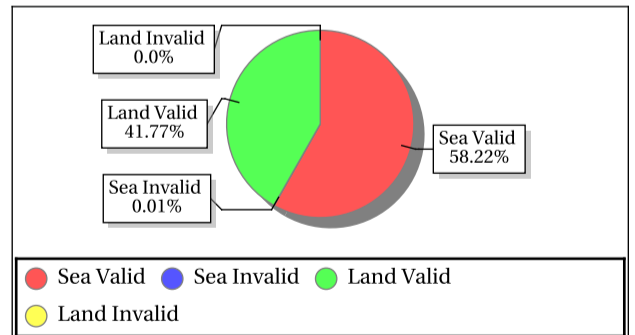 Land Invalid
0.0%
Land Valid
41.77%
Sea Valid
58.22%
Sea Invalid
0.01%
Sea Valid Sea Invalid Land Valid
Land Invalid